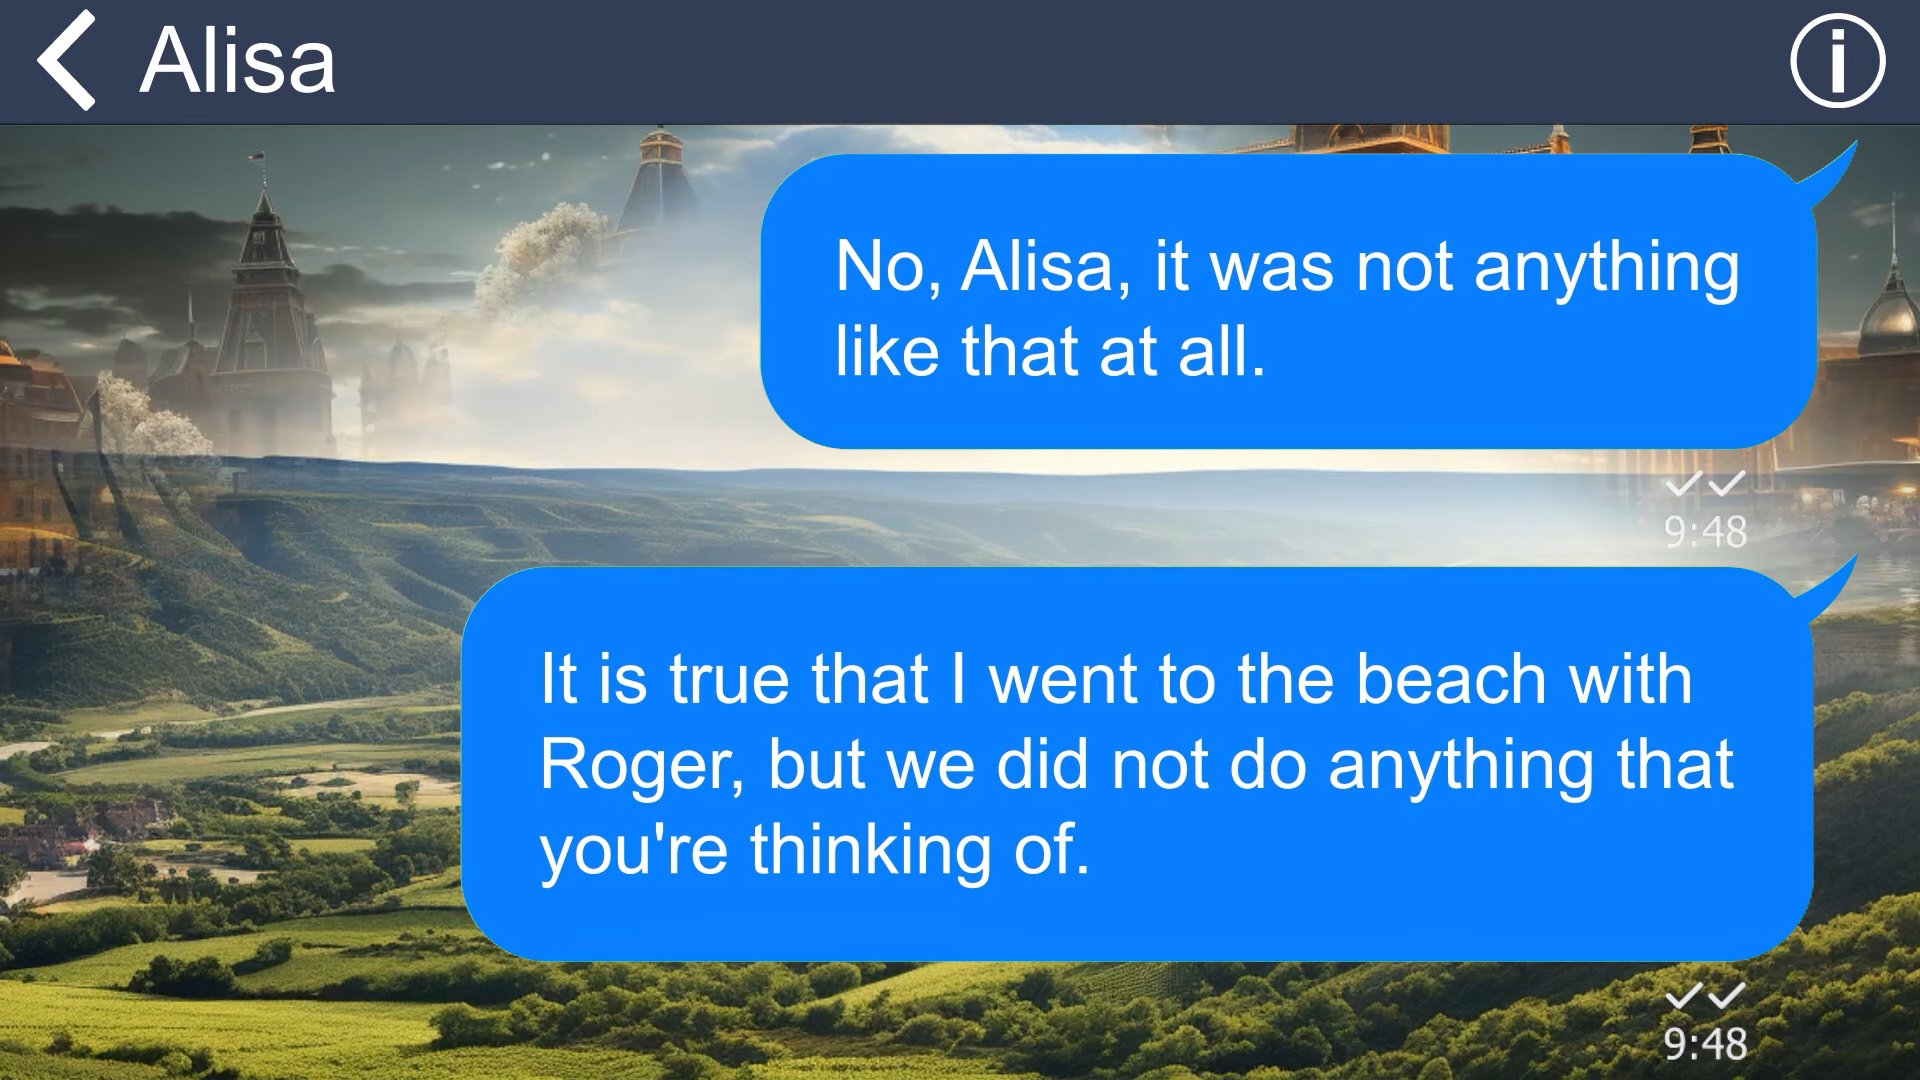 Alisa
No, Alisa, it was not anything
like that at all.
9:48
It is true that I went to the beach with
Roger, but we did not do anything that
you're thinking of.
9:48